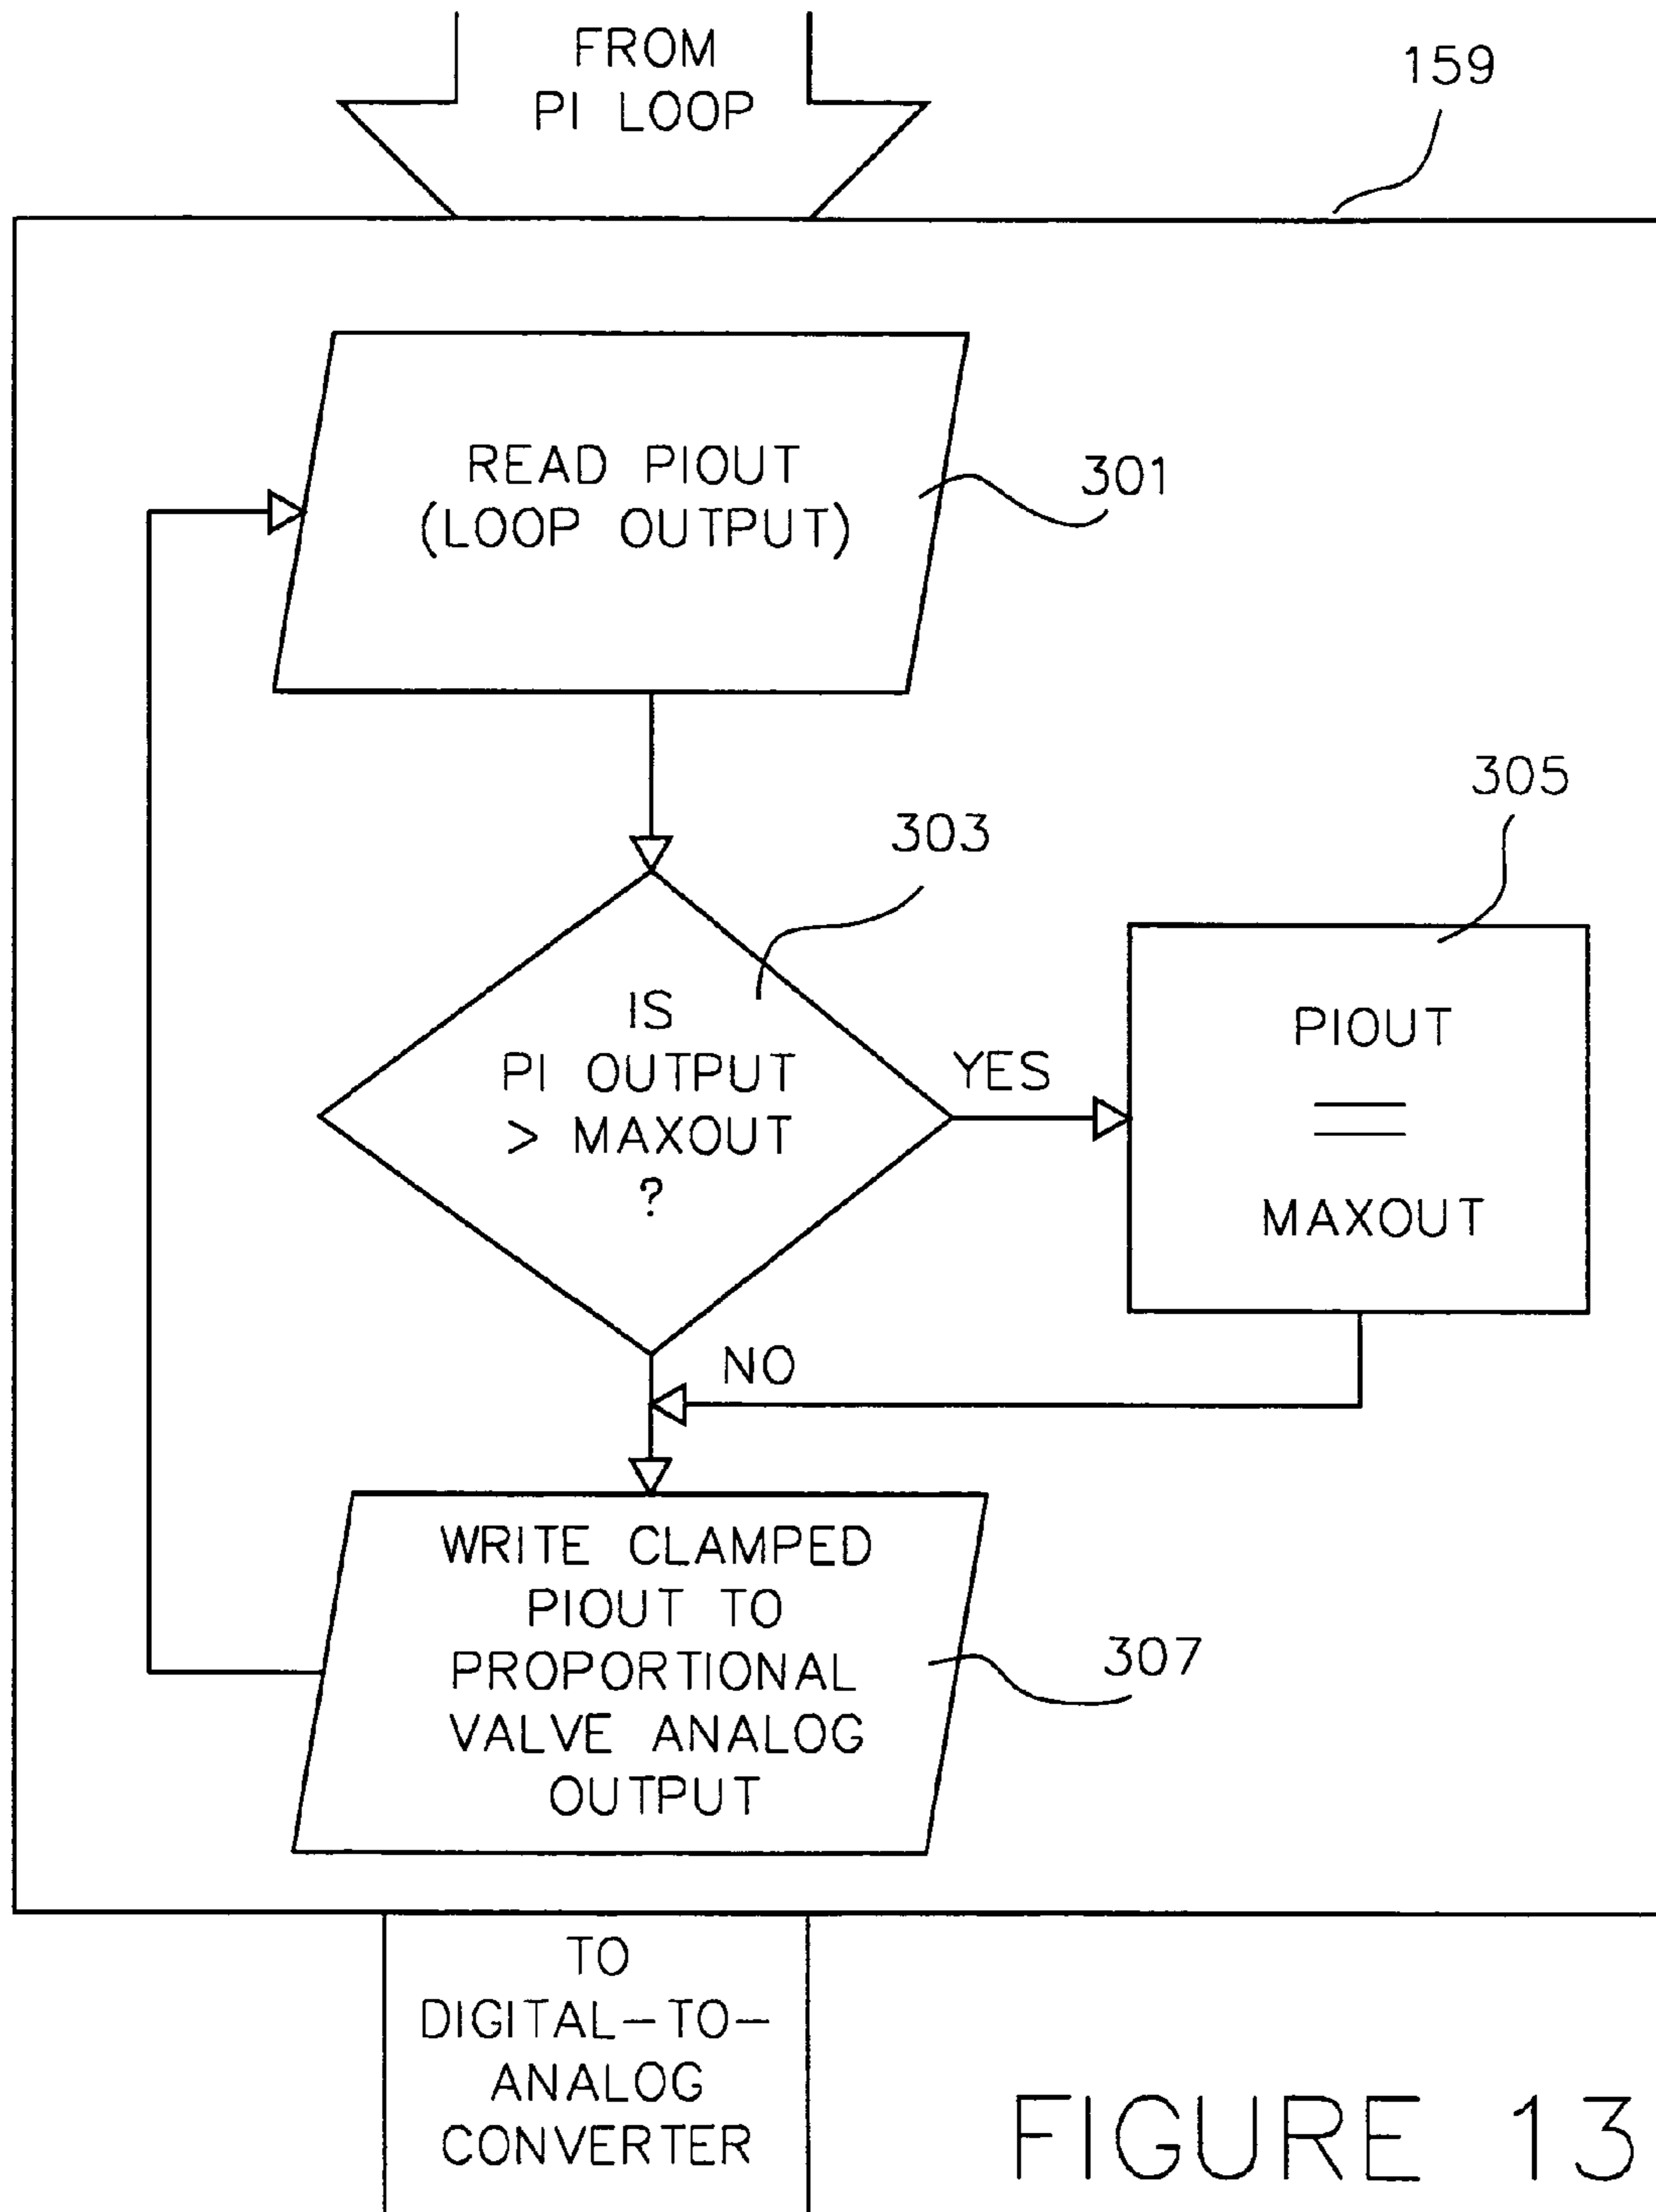 FROM
PI LOOP
159
READ PIOUT
(LOOP OUTPUT)
301
303
305
IS
PI OUTPUT
> MAXOUT
?
YES
PIOUT
=
MAXOUT
NO
WRITE CLAMPED
PIOUT TO
PROPORTIONAL
VALVE ANALOG
OUTPUT
307
TO
DIGITAL-TO-
ANALOG
CONVERTER
FIGURE 13